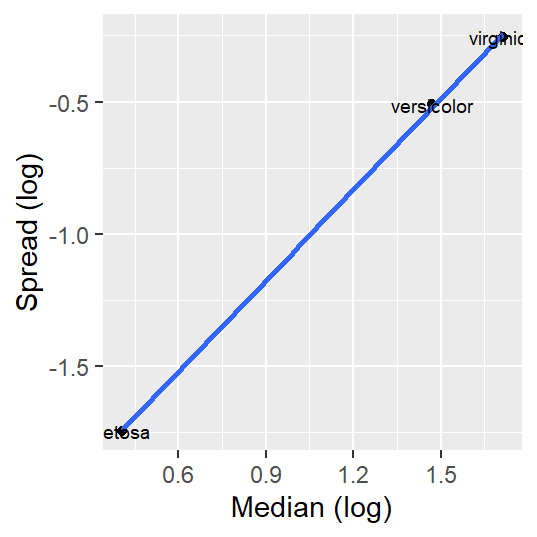 virginic
-0.5
versicolor
-1.0
-1.5
etosa
0.6 0.9 1.2 1.5
Median (log)
Spread (log)